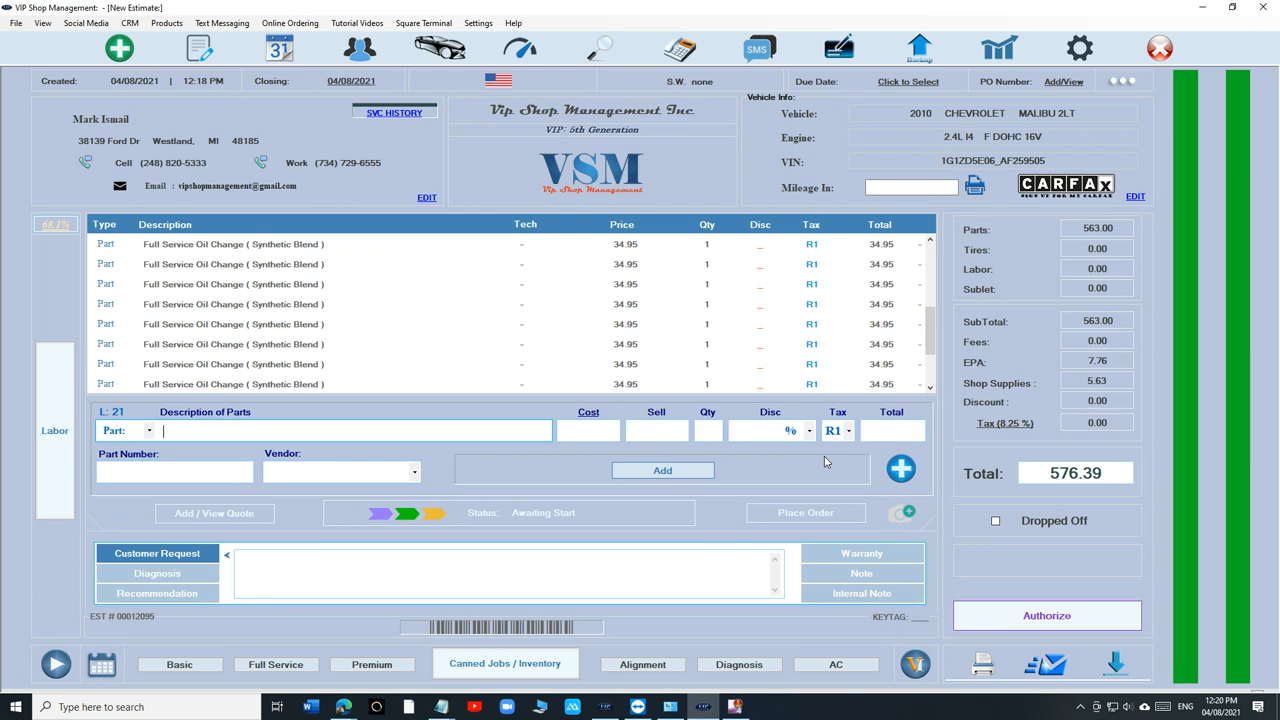 VIP Shop Management: - [New Estimate:]
File View Social Media CRM Products Text Messaging Online Ordering Tutorial Videos Square Terminal Settings Help
31 SMS Backup
Created: 04/08/2021 | 12:18 PM Closing: 04/08/2021 S.W. none Due Date: Click to Select PO Number: Add/View
Mark Ismail
SVC HISTORY
38139 Ford Dr Westland, MI 48185
Cell (248) 820-5333 Work (734) 729-6555
Email : vipshopmanagement@gmail.com
EDIT
Vip Shop Management Inc
VIP: 5th Generation
VSM
Vip Shop Management
Vehicle Info:
Vehicle: 2010 CHEVROLET MALIBU 2LT
Engine: 2.4L I4 F DOHC 16V
VIN: 1G1ZD5E06_AF259505
Mileage In:
CARFAX
SIGN UP FOR MY CARFAX
EDIT
68.1%
Type Description Tech Price Qty Disc Tax Total
Part Full Service Oil Change ( Synthetic Blend ) - 34.95 1 _ R1 34.95 -
Part Full Service Oil Change ( Synthetic Blend ) - 34.95 1 _ R1 34.95 -
Part Full Service Oil Change ( Synthetic Blend ) - 34.95 1 _ R1 34.95 -
Part Full Service Oil Change ( Synthetic Blend ) - 34.95 1 _ R1 34.95 -
Part Full Service Oil Change ( Synthetic Blend ) - 34.95 1 _ R1 34.95 -
Part Full Service Oil Change ( Synthetic Blend ) - 34.95 1 _ R1 34.95 -
Part Full Service Oil Change ( Synthetic Blend ) - 34.95 1 _ R1 34.95 -
Part Full Service Oil Change ( Synthetic Blend ) - 34.95 1 _ R1 34.95 -
Labor
L: 21 Description of Parts Cost Sell Qty Disc Tax Total
Part: % R1
Part Number: Vendor:
Add
Add / View Quote Status: Awaiting Start Place Order
Customer Request
Diagnosis
Recommendation
<
Warranty
Note
Internal Note
EST # 00012095 KEYTAG: ____
Parts: 563.00
Tires: 0.00
Labor: 0.00
Sublet: 0.00
SubTotal: 563.00
Fees: 0.00
EPA: 7.76
Shop Supplies : 5.63
Discount : 0.00
Tax (8.25 %) 0.00
Total: 576.39
Dropped Off
Authorize
Basic Full Service Premium Canned Jobs / Inventory Alignment Diagnosis AC
Type here to search
ENG
12:20 PM
04/08/2021